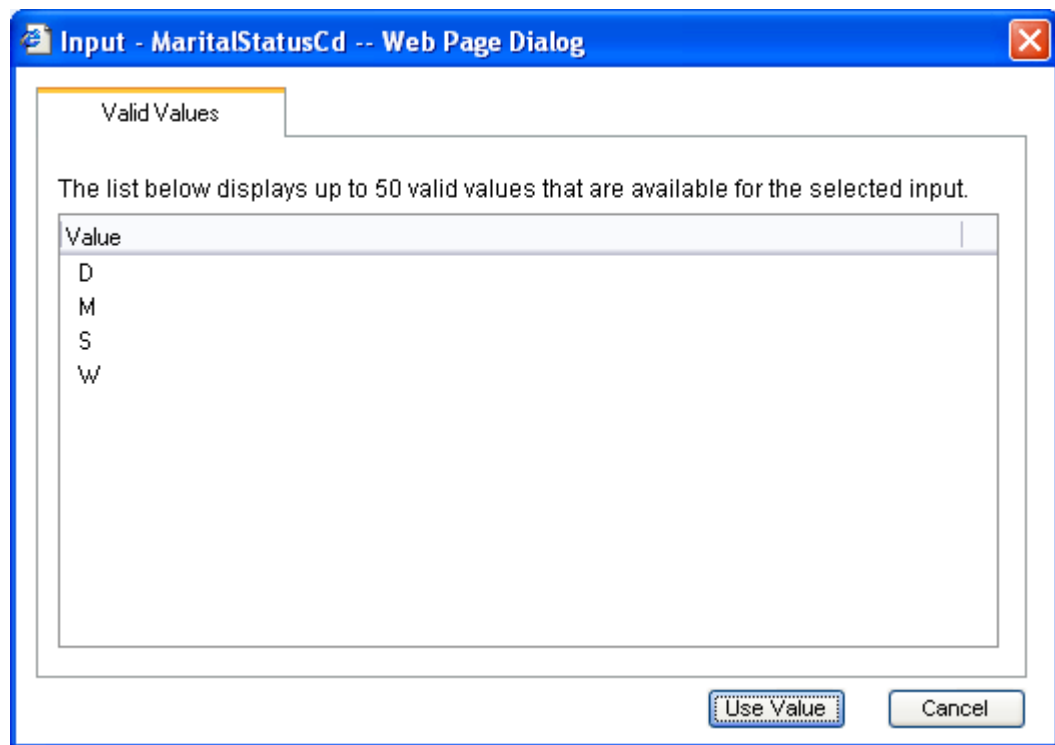 Input - MaritalStatusCd -- Web Page Dialog
Valid Values
The list below displays up to 50 valid values that are available for the selected input.
Value
D
M
S
W
Use Value
Cancel